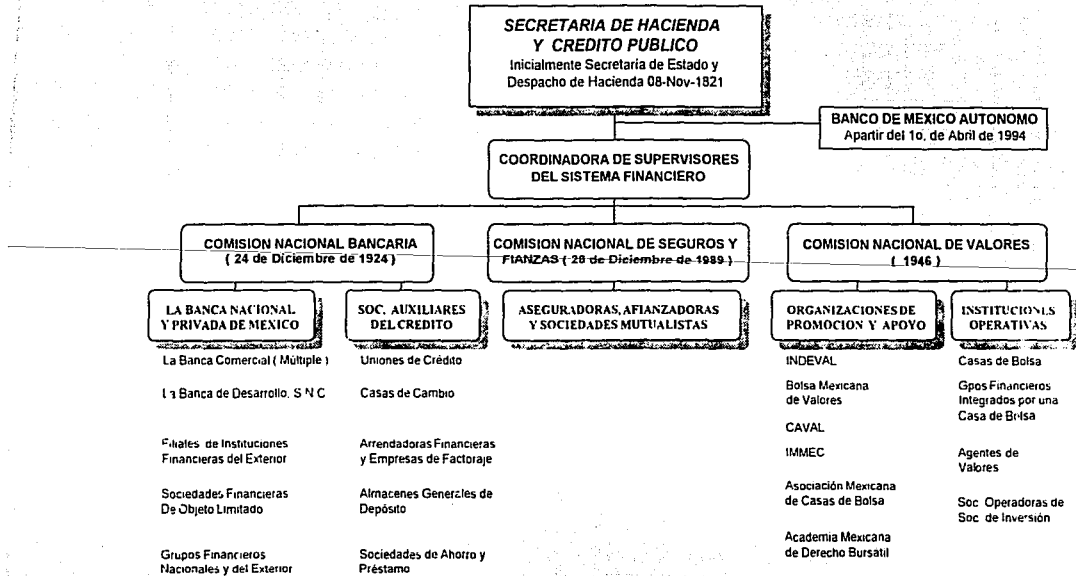 SECRETARIA DE HACIENDA
Y CREDITO PUBLICO
Inicialmente Secretaría de Estado y
Despacho de Hacienda 08-Nov-1821
BANCO DE MEXICO AUTONOMO
Apartir del 1o. de Abril de 1994
COORDINADORA DE SUPERVISORES
DEL SISTEMA FINANCIERO
COMISION NACIONAL BANCARIA
( 24 de Diciembre de 1924 )
COMISION NACIONAL DE SEGUROS Y
FIANZAS ( 28 de Diciembre de 1989 )
COMISION NACIONAL DE VALORES
( 1946 )
LA BANCA NACIONAL
Y PRIVADA DE MEXICO
La Banca Comercial ( Múltiple )
La Banca de Desarrollo. S N C
Filiales de Instituciones
Financieras del Exterior
Sociedades Financieras
De Objeto Limitado
Grupos Financieros
Nacionales y del Exterior
SOC. AUXILIARES
DEL CREDITO
Uniones de Crédito
Casas de Cambio
Arrendadoras Financieras
y Empresas de Factoraje
Almacenes Generales de
Depósito
Sociedades de Ahorro y
Préstamo
ASEGURADORAS, AFIANZADORAS
Y SOCIEDADES MUTUALISTAS
ORGANIZACIONES DE
PROMOCION Y APOYO
INDEVAL
Bolsa Mexicana
de Valores
CAVAL
IMMEC
Asociación Mexicana
de Casas de Bolsa
Academia Mexicana
de Derecho Bursatil
INSTITUCIONES
OPERATIVAS
Casas de Bolsa
Gpos Financieros
Integrados por una
Casa de Bolsa
Agentes de
Valores
Soc Operadoras de
Soc de Inversión